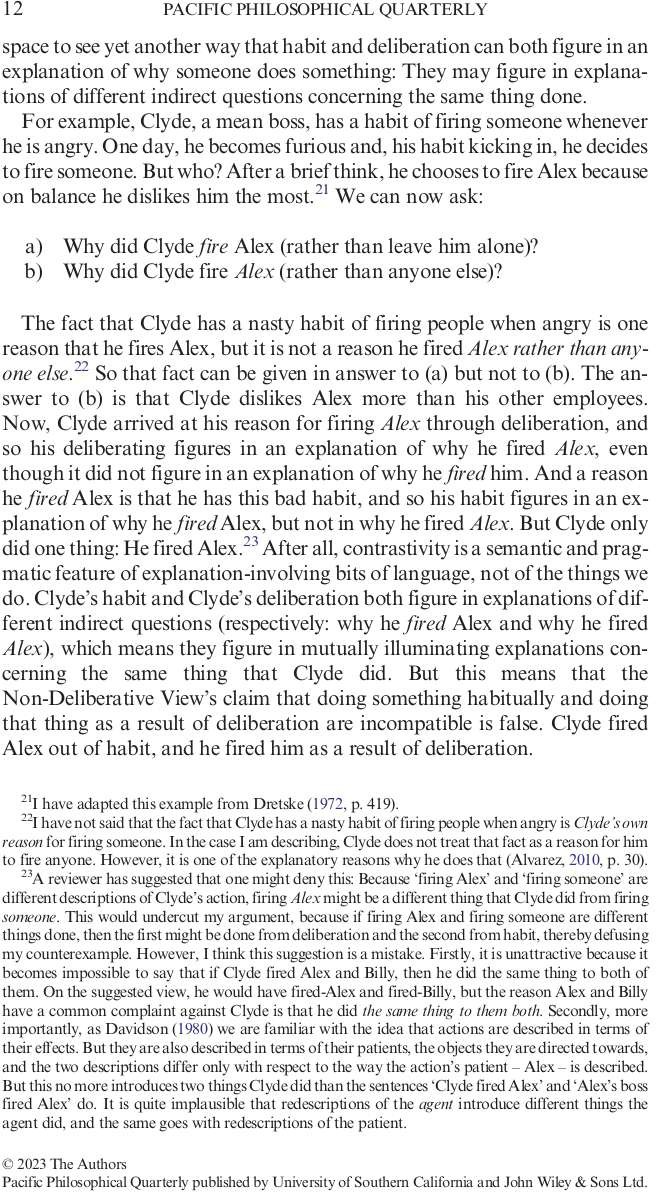 12 PACIFIC PHILOSOPHICAL QUARTERLY
space to see yet another way that habit and deliberation can both figure in an
explanation of why someone does something: They may figure in explana-
tions of different indirect questions concerning the same thing done.
For example, Clyde, a mean boss, has a habit of firing someone whenever
he is angry. One day, he becomes furious and, his habit kicking in, he decides
to fire someone. But who? After a brief think, he chooses to fire Alex because
on balance he dislikes him the most.21 We can now ask:
a) Why did Clyde fire Alex (rather than leave him alone)?
b) Why did Clyde fire Alex (rather than anyone else)?
The fact that Clyde has a nasty habit of firing people when angry is one
reason that he fires Alex, but it is not a reason he fired Alex rather than any-
one else.22 So that fact can be given in answer to (a) but not to (b). The an-
swer to (b) is that Clyde dislikes Alex more than his other employees.
Now, Clyde arrived at his reason for firing Alex through deliberation, and
so his deliberating figures in an explanation of why he fired Alex, even
though it did not figure in an explanation of why he fired him. And a reason
he fired Alex is that he has this bad habit, and so his habit figures in an ex-
planation of why he fired Alex, but not in why he fired Alex. But Clyde only
did one thing: He fired Alex.23 After all, contrastivity is a semantic and prag-
matic feature of explanation-involving bits of language, not of the things we
do. Clyde's habit and Clyde's deliberation both figure in explanations of dif-
ferent indirect questions (respectively: why he fired Alex and why he fired
Alex), which means they figure in mutually illuminating explanations con-
cerning the same thing that Clyde did. But this means that the
Non-Deliberative View's claim that doing something habitually and doing
that thing as a result of deliberation are incompatible is false. Clyde fired
Alex out of habit, and he fired him as a result of deliberation.
21I have adapted this example from Dretske (1972, p. 419).
22I have not said that the fact that Clyde has a nasty habit of firing people when angry is Clyde's own
reason for firing someone. In the case I am describing, Clyde does not treat that fact as a reason for him
to fire anyone. However, it is one of the explanatory reasons why he does that (Alvarez, 2010, p. 30).
23A reviewer has suggested that one might deny this: Because 'firing Alex' and 'firing someone' are
different descriptions of Clyde's action, firing Alex might be a different thing that Clyde did from firing
someone. This would undercut my argument, because if firing Alex and firing someone are different
things done, then the first might be done from deliberation and the second from habit, thereby defusing
my counterexample. However, I think this suggestion is a mistake. Firstly, it is unattractive because it
becomes impossible to say that if Clyde fired Alex and Billy, then he did the same thing to both of
them. On the suggested view, he would have fired-Alex and fired-Billy, but the reason Alex and Billy
have a common complaint against Clyde is that he did the same thing to them both. Secondly, more
importantly, as Davidson (1980) we are familiar with the idea that actions are described in terms of
their effects. But they are also described in terms of their patients, the objects they are directed towards,
and the two descriptions differ only with respect to the way the action's patient – Alex – is described.
But this no more introduces two things Clyde did than the sentences 'Clyde fired Alex' and 'Alex's boss
fired Alex' do. It is quite implausible that redescriptions of the agent introduce different things the
agent did, and the same goes with redescriptions of the patient.
© 2023 The Authors
Pacific Philosophical Quarterly published by University of Southern California and John Wiley & Sons Ltd.